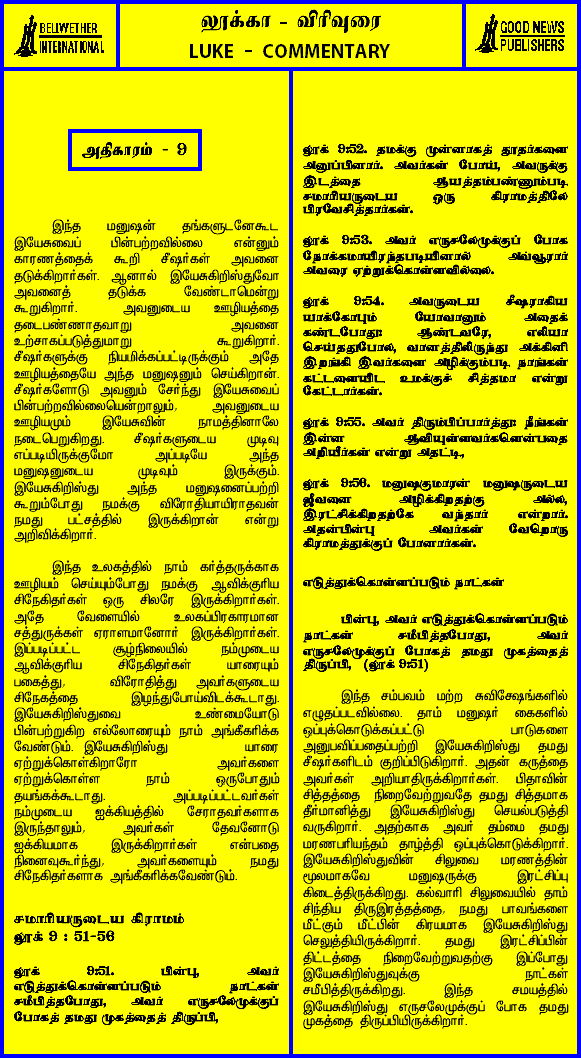 BELWETHER
INTERNATIONAL
லூக்கா - விரிவுரை
LUKE - COMMENTARY
GOOD NEWS
PUBLISHERS
அதிகாரம் - 9
இந்த மனுஷன் தங்களுடனேகூட
இயேசுவைப் பின்பற்றவில்லை என்னும்
காரணத்தைக் கூறி சீஷர்கள் அவனை
தடுக்கிறார்கள். ஆனால் இயேசுகிறிஸ்துவோ
அவனைத் தடுக்க வேண்டாமென்று
கூறுகிறார். அவனுடைய ஊழியத்தை
தடைபண்ணாதவாறு அவனை
உற்சாகப்படுத்துமாறு கூறுகிறார்.
சீஷர்களுக்கு நியமிக்கப்பட்டிருக்கும் அதே
ஊழியத்தையே அந்த மனுஷனும் செய்கிறான்.
சீஷர்களோடு அவனும் சேர்ந்து இயேசுவைப்
பின்பற்றவில்லையென்றாலும், அவனுடைய
ஊழியமும் இயேசுவின் நாமத்தினாலே
நடைபெறுகிறது. சீஷர்களுடைய முடிவு
எப்படியிருக்குமோ அப்படியே அந்த
மனுஷனுடைய முடிவும் இருக்கும்.
இயேசுகிறிஸ்து அந்த மனுஷனைப்பற்றி
கூறும்போது நமக்கு விரோதியாயிராதவன்
நமது பட்சத்தில் இருக்கிறான் என்று
அறிவிக்கிறார்.
இந்த உலகத்தில் நாம் கர்த்தருக்காக
ஊழியம் செய்யும்போது நமக்கு ஆவிக்குரிய
சிநேகிதர்கள் ஒரு சிலரே இருக்கிறார்கள்.
அதே வேளையில் உலகப்பிரகாரமான
சத்துருக்கள் ஏராளமானோர் இருக்கிறார்கள்.
இப்படிப்பட்ட சூழ்நிலையில் நம்முடைய
ஆவிக்குரிய சிநேகிதர்கள் யாரையும்
பகைத்து, விரோதித்து அவர்களுடைய
சிநேகத்தை இழந்துபோய்விடக்கூடாது.
இயேசுகிறிஸ்துவை உண்மையோடு
பின்பற்றுகிற எல்லோரையும் நாம் அங்கீகரிக்க
வேண்டும். இயேசுகிறிஸ்து யாரை
ஏற்றுக்கொள்கிறாரோ அவர்களை
ஏற்றுக்கொள்ள நாம் ஒருபோதும்
தயங்கக்கூடாது. அப்படிப்பட்டவர்கள்
நம்முடைய ஐக்கியத்தில் சேராதவர்களாக
இருந்தாலும், அவர்கள் தேவனோடு
ஐக்கியமாக இருக்கிறார்கள் என்பதை
நினைவுகூர்ந்து, அவர்களையும் நமது
சிநேகிதர்களாக அங்கீகரிக்கவேண்டும்.
சமாரியருடைய கிராமம்
லூக் 9 : 51-56
லூக் 9:51. பின்பு, அவர்
எடுத்துக்கொள்ளப்படும் நாட்கள்
சமீபித்தபோது, அவர் எருசலேமுக்குப்
போகத் தமது முகத்தைத் திருப்பி,
லூக் 9:52. தமக்கு முன்னாகத் தூதர்களை
அனுப்பினார். அவர்கள் போய், அவருக்கு
இடத்தை ஆயத்தம்பண்ணும்படி
சமாரியருடைய ஒரு கிராமத்திலே
பிரவேசித்தார்கள்.
லூக் 9:53. அவர் எருசலேமுக்குப் போக
நோக்கமாயிரந்தபடியினால் அவ்வூரார்
அவரை ஏற்றுக்கொள்ளவில்லை.
லூக் 9:54. அவருடைய சீஷராகிய
யாக்கோபும் யோவானும் அதைக்
கண்டபோது: ஆண்டவரே, எலியா
செய்ததுபோல, வானத்திலிருந்து அக்கினி
இறங்கி இவர்களை அழிக்கும்படி நாங்கள்
கட்டளையிட உமக்குச் சித்தமா என்று
கேட்டார்கள்.
லூக் 9:55. அவர் திரும்பிப்பார்த்து: நீங்கள்
இன்ன ஆவியுள்ளவர்களென்பதை
அறியீர்கள் என்று அதட்டி,
லூக் 9:56. மனுஷகுமாரன் மனுஷருடைய
ஜீவனை அழிக்கிறதற்கு அல்ல,
இரட்சிக்கிறதற்கே வந்தார் என்றார்.
அதன்பின்பு அவர்கள் வேறொரு
கிராமத்துக்குப் போனார்கள்.
எடுத்துக்கொள்ளப்படும் நாட்கள்
பின்பு, அவர் எடுத்துக்கொள்ளப்படும்
நாட்கள் சமீபித்தபோது, அவர்
எருசலேமுக்குப் போகத் தமது முகத்தைத்
திருப்பி, (லூக் 9:51)
இந்த சம்பவம் மற்ற சுவிசேஷங்களில்
எழுதப்படவில்லை. தாம் மனுஷர் கைகளில்
ஒப்புக்கொடுக்கப்பட்டு பாடுகளை
அனுபவிப்பதைப்பற்றி இயேசுகிறிஸ்து தமது
சீஷர்களிடம் குறிப்பிடுகிறார். அதன் கருத்தை
அவர்கள் அறியாதிருக்கிறார்கள். பிதாவின்
சித்தத்தை நிறைவேற்றுவதே தமது சித்தமாக
தீர்மானித்து இயேசுகிறிஸ்து செயல்படுத்தி
வருகிறார். அதற்காக அவர் தம்மை தமது
மரணபரியந்தம் தாழ்த்தி ஒப்புக்கொடுக்கிறார்.
இயேசுகிறிஸ்துவின் சிலுவை மரணத்தின்
மூலமாகவே மனுஷருக்கு இரட்சிப்பு
கிடைத்திருக்கிறது. கல்வாரி சிலுவையில் தாம்
சிந்திய திருஇரத்தத்தை, நமது பாவங்களை
மீட்கும் மீட்பின் கிரயமாக இயேசுகிறிஸ்து
செலுத்தியிருக்கிறார். தமது இரட்சிப்பின்
திட்டத்தை நிறைவேற்றுவதற்கு இப்போது
இயேசுகிறிஸ்துவுக்கு நாட்கள்
சமீபித்திருக்கிறது. இந்த சமயத்தில்
இயேசுகிறிஸ்து எருசலேமுக்குப் போக தமது
முகத்தை திருப்பியிருக்கிறார்.